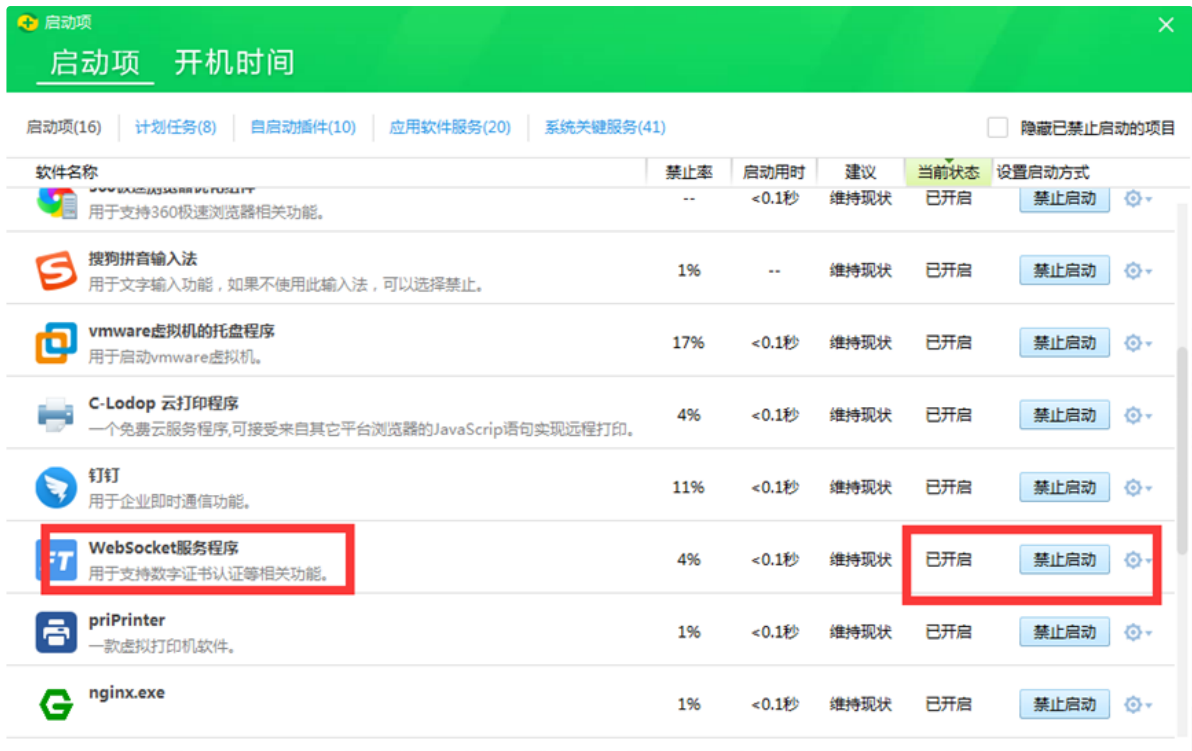 启动项
启动项 开机时间
启动项(16) 计划任务(8) 自启动插件(10) 应用软件服务(20) 系统关键服务(41) 隐藏已禁止启动的项目
软件名称 禁止率 启动用时 建议 当前状态 设置启动方式
360极速浏览器优化组件
用于支持360极速浏览器相关功能。 -- <0.1秒 维持现状 已开启 禁止启动
搜狗拼音输入法
用于文字输入功能，如果不使用此输入法，可以选择禁止。 1% -- 维持现状 已开启 禁止启动
vmware虚拟机的托盘程序
用于启动vmware虚拟机。 17% <0.1秒 维持现状 已开启 禁止启动
C-Lodop 云打印程序
一个免费云服务程序,可接受来自其它平台浏览器的JavaScrip语句实现远程打印。 4% <0.1秒 维持现状 已开启 禁止启动
钉钉
用于企业即时通信功能。 11% <0.1秒 维持现状 已开启 禁止启动
WebSocket服务程序
用于支持数字证书认证等相关功能。 4% <0.1秒 维持现状 已开启 禁止启动
priPrinter
一款虚拟打印机软件。 1% <0.1秒 维持现状 已开启 禁止启动
nginx.exe
1% <0.1秒 维持现状 已开启 禁止启动